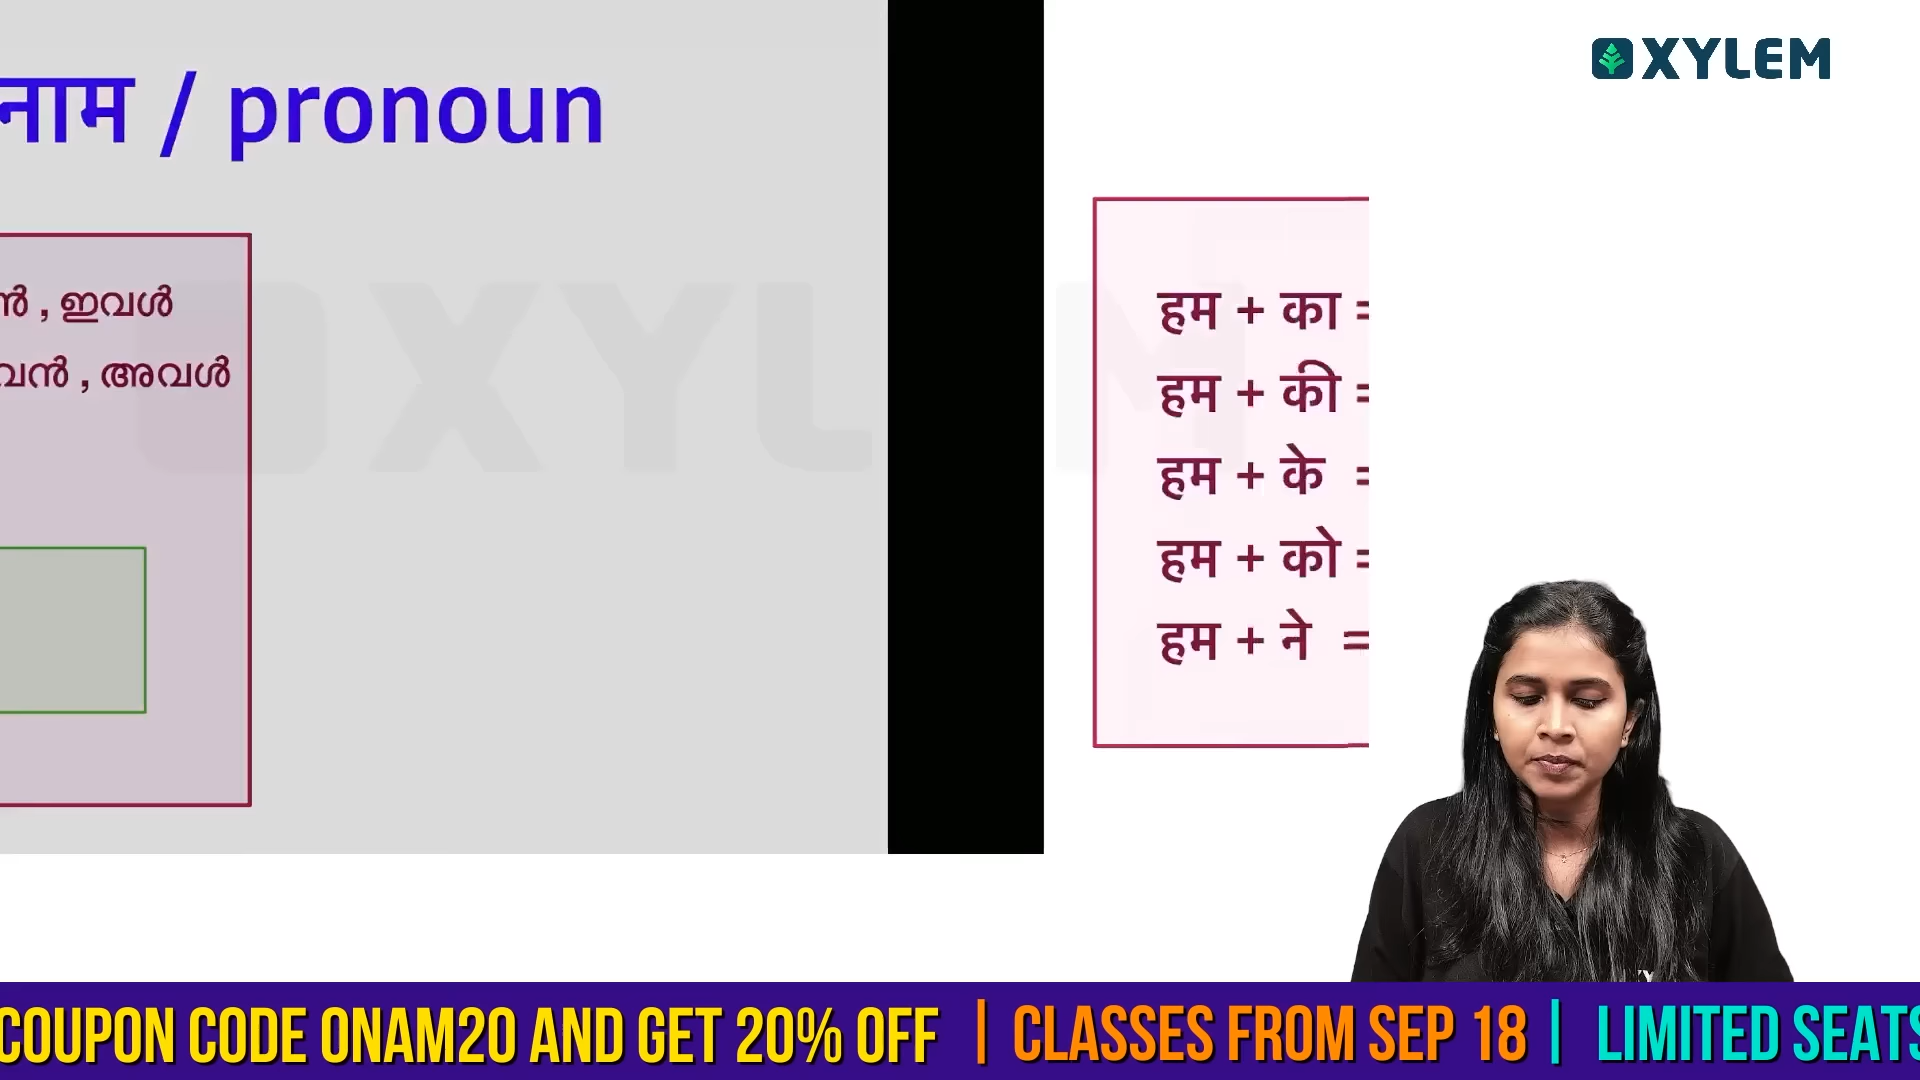 XYLEM
नाम / pronoun
ഇവൾ
അവൾ
XYLEM
हम + का =
हम + की =
हम + के =
हम + को =
हम + ने =
COUPON CODE ONAM20 AND GET 20% OFF | CLASSES FROM SEP 18 | LIMITED SEATS